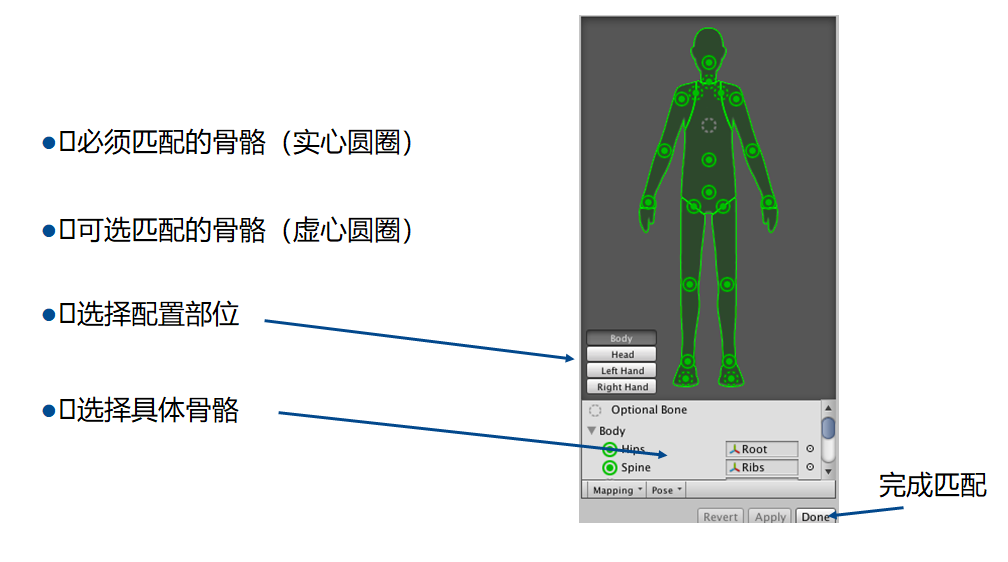 必须匹配的骨骼（实心圆圈）
可选匹配的骨骼（虚心圆圈）
选择配置部位
选择具体骨骼
Body
Head
Left Hand
Right Hand
Optional Bone
Body
Hips Root
Spine Ribs
Mapping Pose
Revert Apply Done
完成匹配